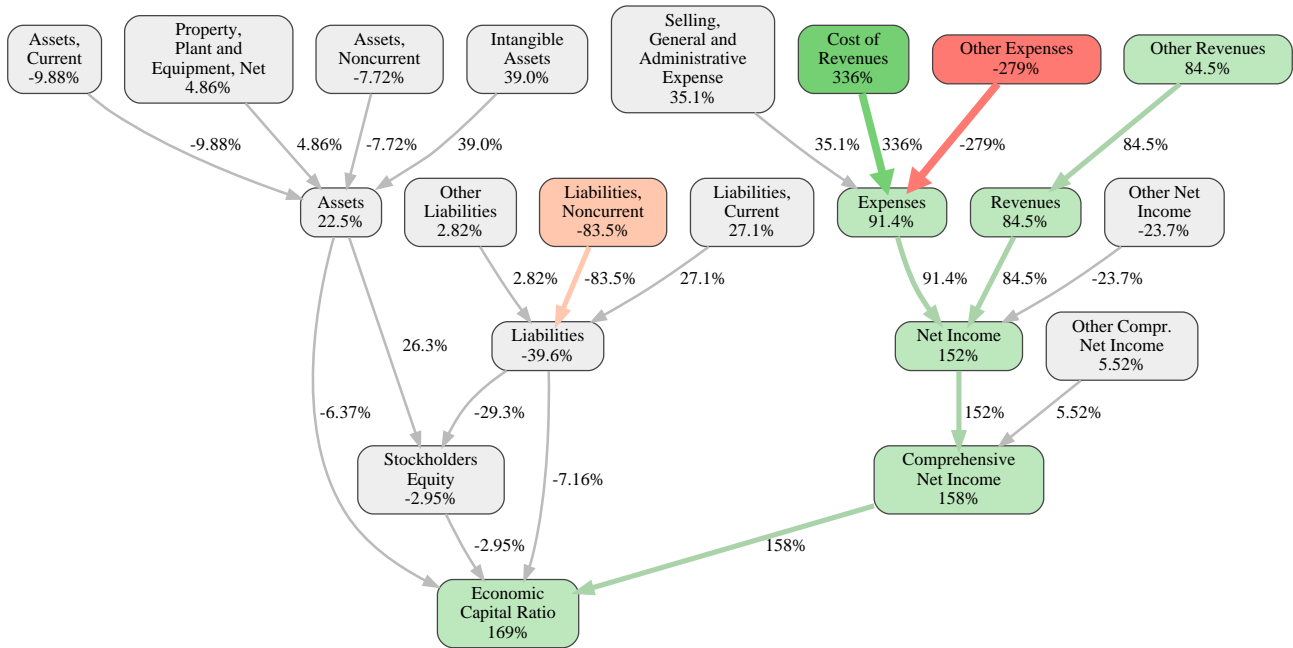 Assets,
Current
-9.88%
Property,
Plant and
Equipment, Net
4.86%
Assets,
Noncurrent
-7.72%
Intangible
Assets
39.0%
Selling,
General and
Administrative
Expense
35.1%
Cost of
Revenues
336%
Other Expenses
-279%
Other Revenues
84.5%
-9.88%
4.86%
-7.72%
39.0%
35.1%
336%
-279%
84.5%
Assets
22.5%
Other
Liabilities
2.82%
Liabilities,
Noncurrent
-83.5%
Liabilities,
Current
27.1%
Expenses
91.4%
Revenues
84.5%
Other Net
Income
-23.7%
2.82%
-83.5%
27.1%
91.4%
84.5%
-23.7%
26.3%
Liabilities
-39.6%
Net Income
152%
Other Compr.
Net Income
5.52%
-6.37%
-29.3%
152%
5.52%
Stockholders
Equity
-2.95%
-7.16%
Comprehensive
Net Income
158%
-2.95%
158%
Economic
Capital Ratio
169%